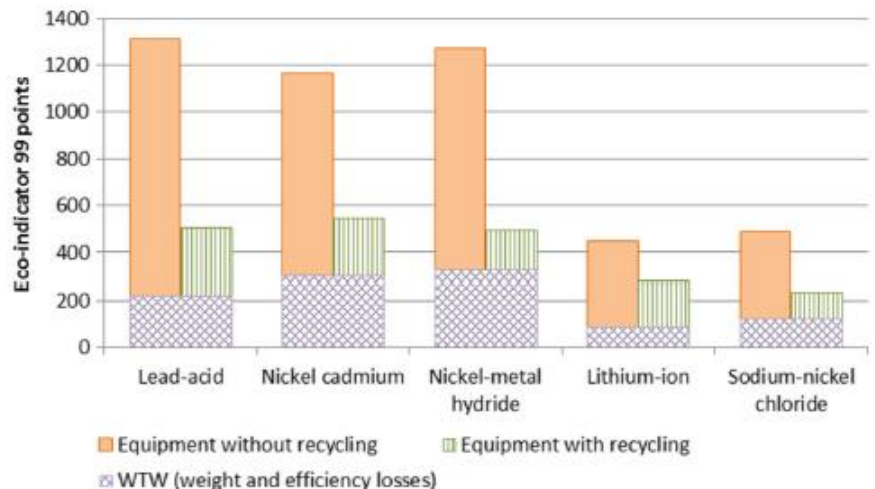 1400
1200
1000
800
600
400
200
0
Eco-indicator 99 points
Lead-acid
Nickel cadmium
Nickel-metal
hydride
Lithium-ion
Sodium-nickel
chloride
Equipment without recycling
Equipment with recycling
WTW (weight and efficiency losses)